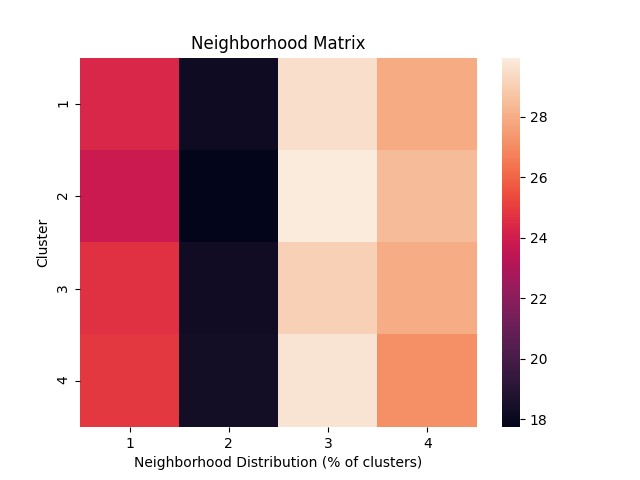 Neighborhood Matrix
Cluster
1
2
3
4
1 2 3 4
Neighborhood Distribution (% of clusters)
28
26
24
22
20
18